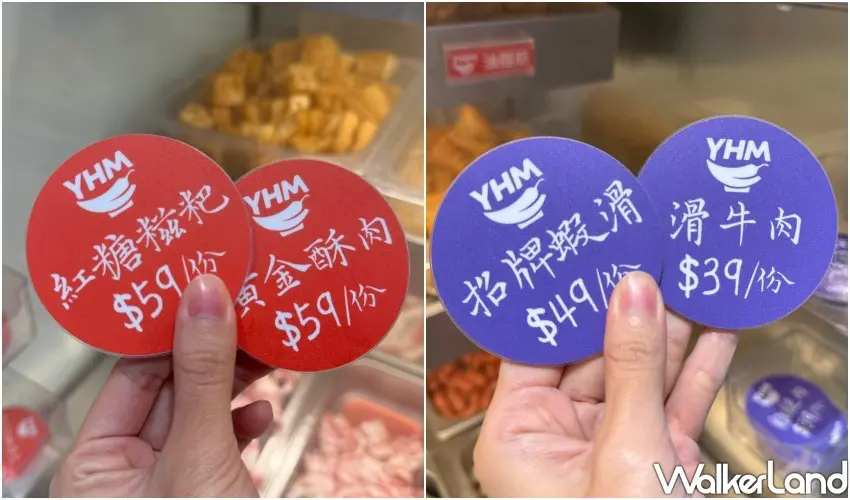 YHM
紅糖糍粑
$59/份
YHM
黃金酥肉
$59/份
YHM
招牌蝦滑
$49/份
YHM
滑牛肉
$39/份
WALKERLAND